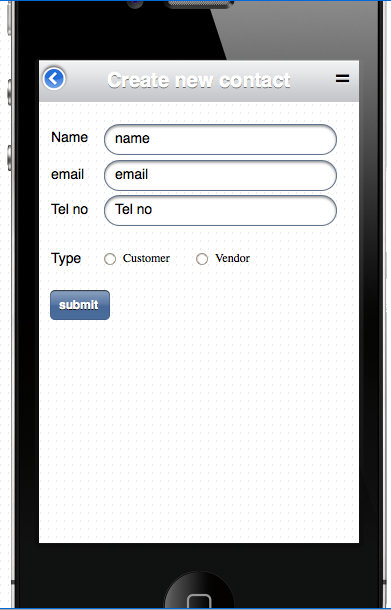 Create new contact
Name name
email email
Tel no Tel no
Type Customer Vendor
submit